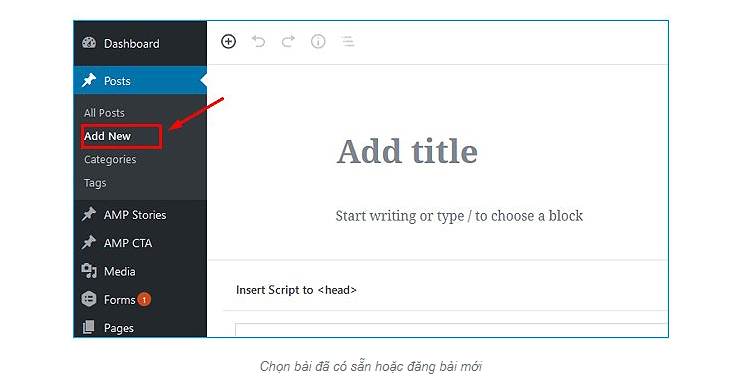 Dashboard
Posts
All Posts
Add New
Categories
Tags
AMP Stories
AMP CTA
Media
Forms 1
Pages
Add title
Start writing or type / to choose a block
Insert Script to <head>
Chọn bài đã có sẵn hoặc đăng bài mới